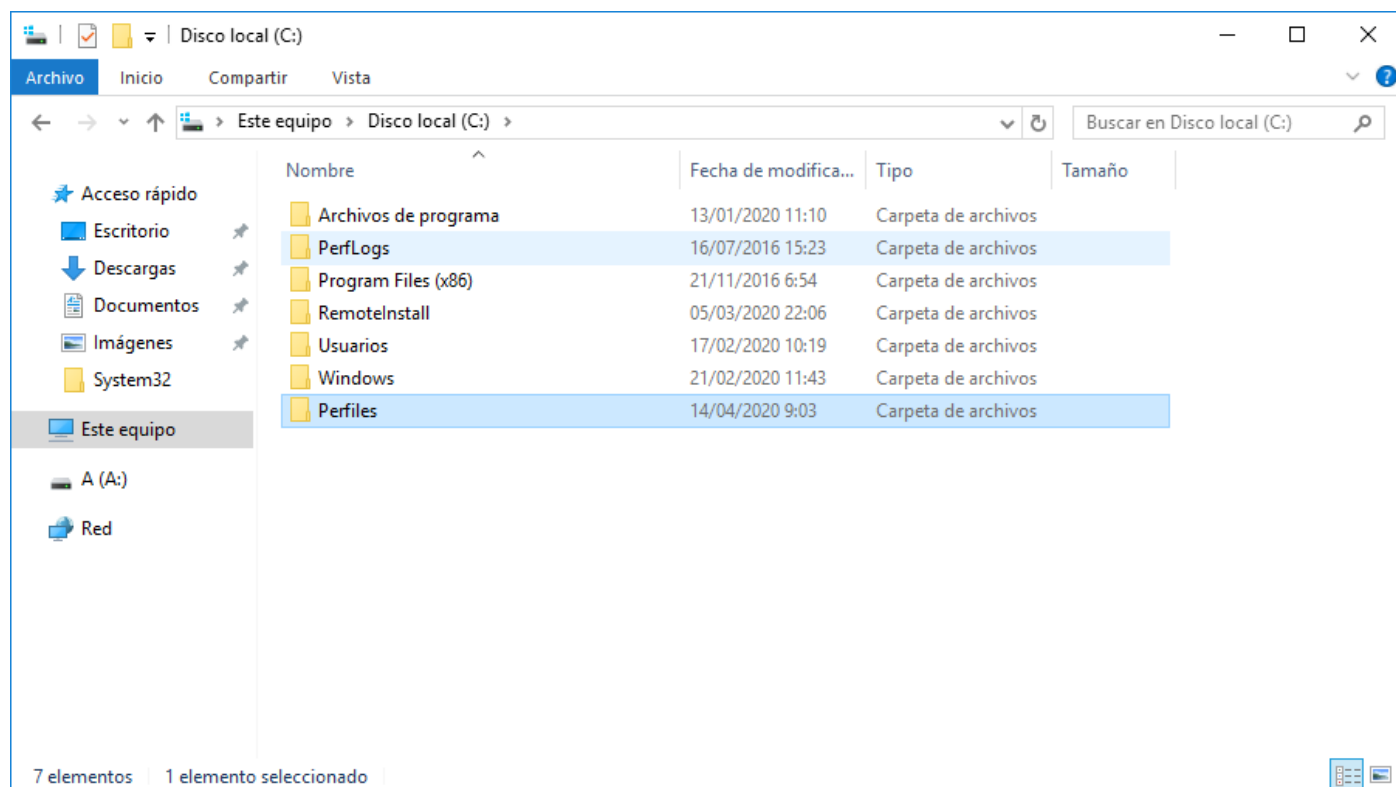 Disco local (C:)
Archivo Inicio Compartir Vista
Este equipo Disco local (C:) Buscar en Disco local (C:)
Nombre Fecha de modifica... Tipo Tamaño
Acceso rápido
Escritorio
Descargas
Documentos
Imágenes
System32
Este equipo
A (A:)
Red
Archivos de programa 13/01/2020 11:10 Carpeta de archivos
PerfLogs 16/07/2016 15:23 Carpeta de archivos
Program Files (x86) 21/11/2016 6:54 Carpeta de archivos
RemoteInstall 05/03/2020 22:06 Carpeta de archivos
Usuarios 17/02/2020 10:19 Carpeta de archivos
Windows 21/02/2020 11:43 Carpeta de archivos
Perfiles 14/04/2020 9:03 Carpeta de archivos
7 elementos 1 elemento seleccionado